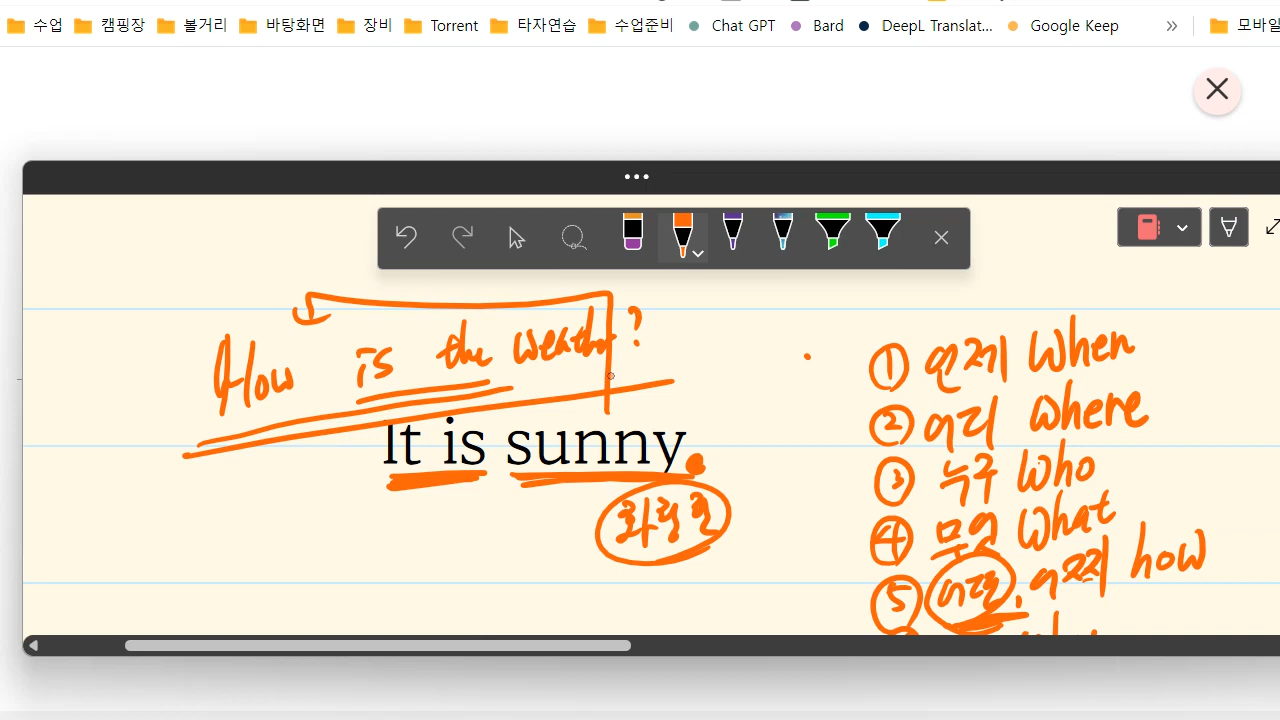 수업 캠핑장 볼거리 바탕화면 장비 Torrent 타자연습 수업준비 Chat GPT Bard DeepL Translat... Google Keep » 모바일
How is the weather?
It is sunny.
화창한
① 언제 When
② 어디 where
③ 누구 Who
④ 무엇 What
⑤ 어떤, 어찌 how